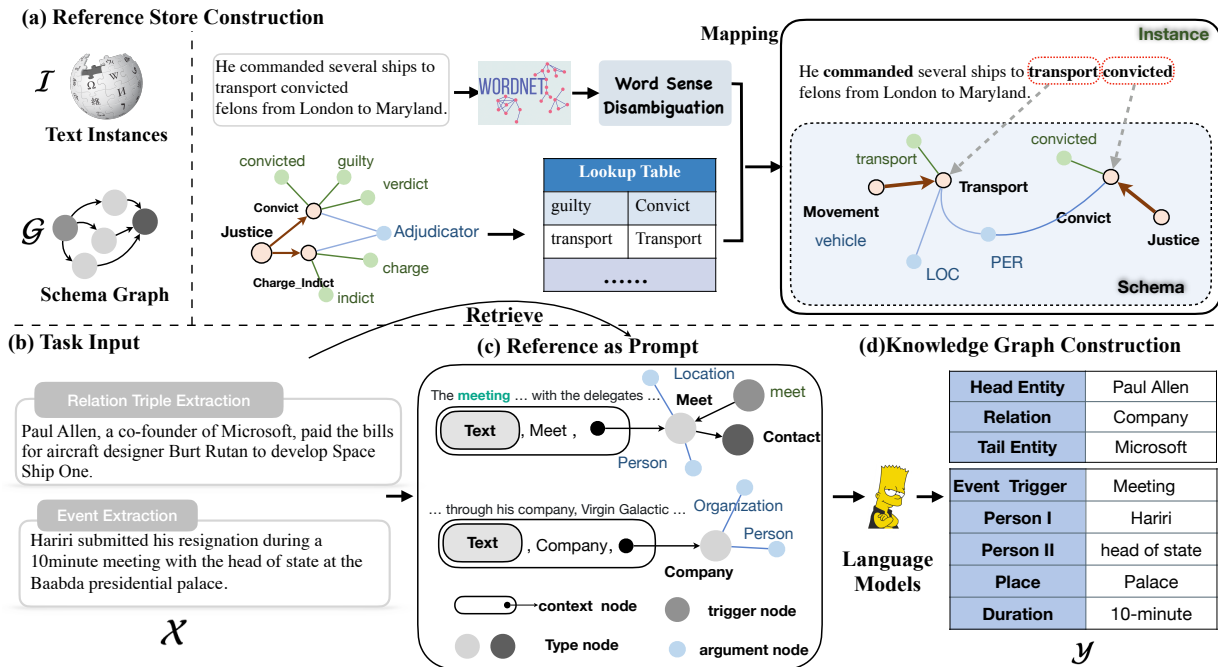 (a) Reference Store Construction
I
Text Instances
G
Schema Graph
He commanded several ships to
transport convicted
felons from London to Maryland.
WORDNET
Word Sense
Disambiguation
convicted
guilty
verdict
Convict
Justice
Adjudicator
charge
Charge_Indict
indict
Lookup Table
guilty Convict
transport Transport
......
Mapping
Instance
He commanded several ships to transport convicted
felons from London to Maryland.
transport
convicted
Transport
Movement
Convict
vehicle
Justice
PER
LOC
Schema
Retrieve
(b) Task Input
Relation Triple Extraction
Paul Allen, a co-founder of Microsoft, paid the bills
for aircraft designer Burt Rutan to develop Space
Ship One.
Event Extraction
Hariri submitted his resignation during a
10minute meeting with the head of state at the
Baabda presidential palace.
X
(c) Reference as Prompt
Location
The meeting ... with the delegates ...
Meet
meet
Text , Meet ,
Contact
Person
... through his company, Virgin Galactic ...
Organization
Person
Text , Company,
Company
context node
trigger node
Type node
argument node
Language
Models
(d)Knowledge Graph Construction
Head Entity Paul Allen
Relation Company
Tail Entity Microsoft
Event Trigger Meeting
Person I Hariri
Person II head of state
Place Palace
Duration 10-minute
y